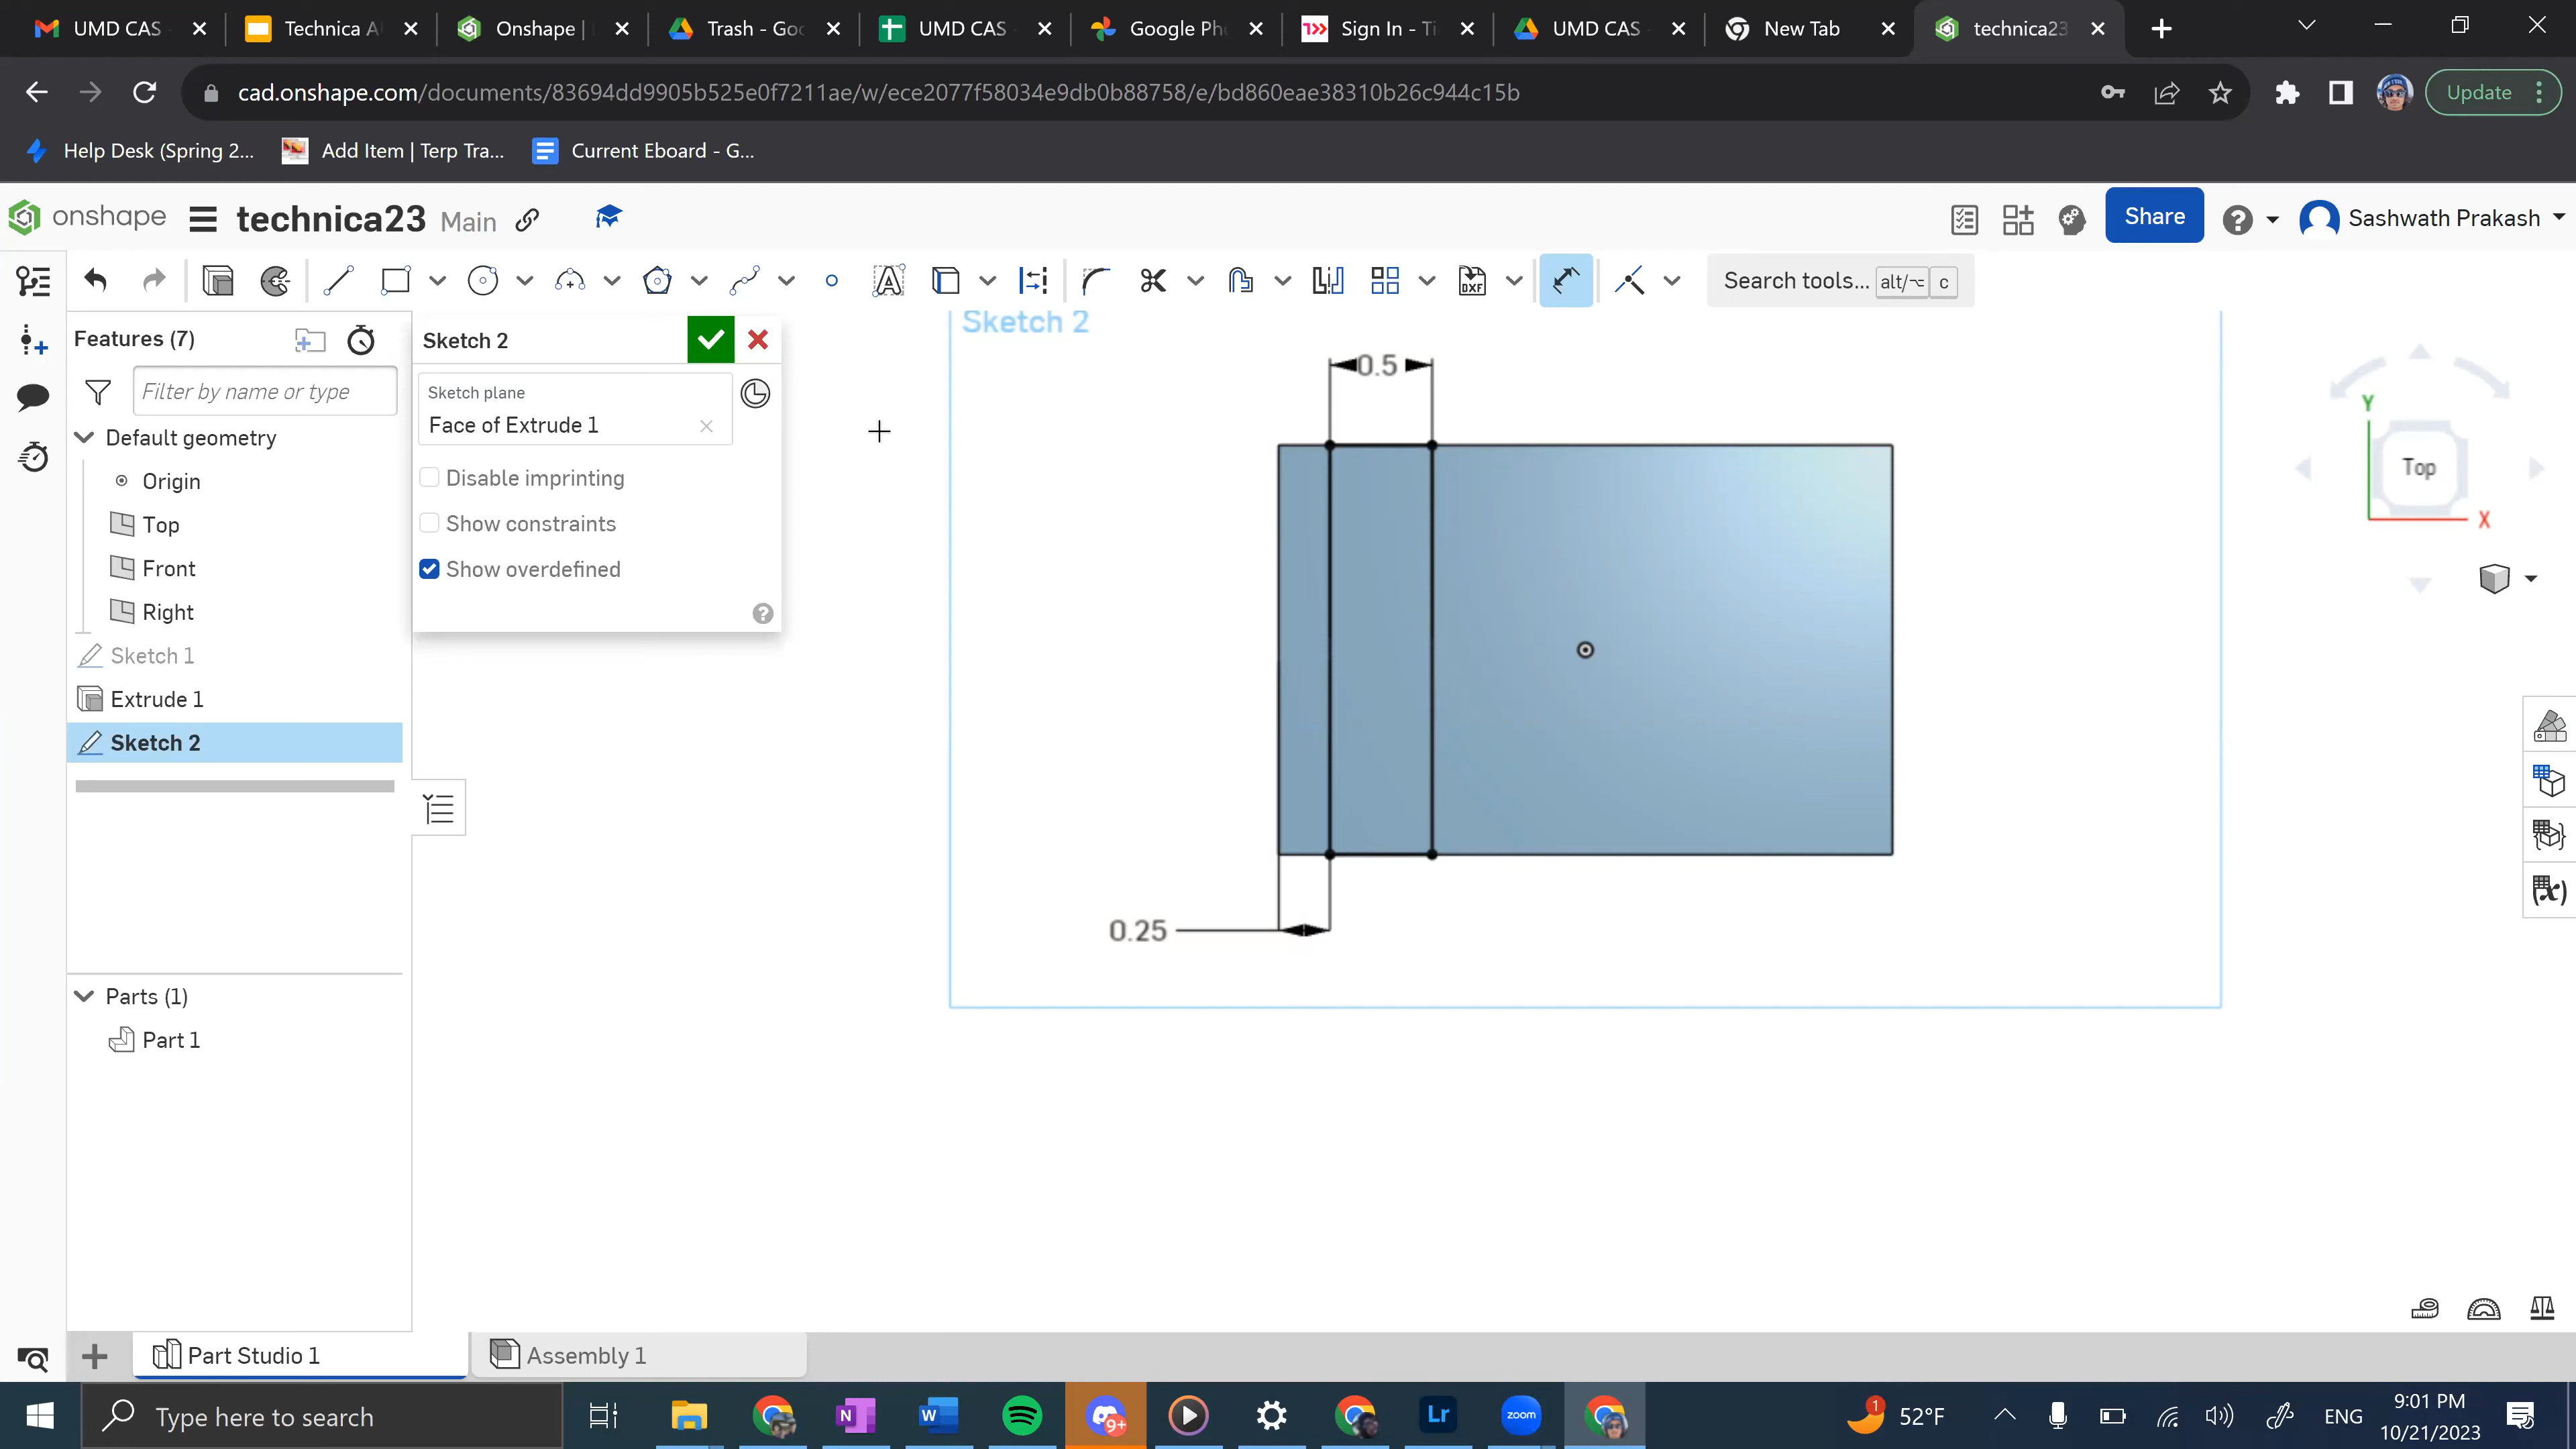 UMD CAS
Technica A
Onshape |
Trash - Goo
UMD CAS
Google Ph
Sign In - Ti
UMD CAS
New Tab
technica23
cad.onshape.com/documents/83694dd9905b525e0f7211ae/w/ece2077f58034e9db0b88758/e/bd860eae38310b26c944c15b
Update
Help Desk (Spring 2...
Add Item | Terp Tra...
Current Eboard - G...
onshape
technica23 Main
Share
Sashwath Prakash
DXF
Search tools... alt/⌥ c
Features (7)
Filter by name or type
Default geometry
Origin
Top
Front
Right
Sketch 1
Extrude 1
Sketch 2
Parts (1)
Part 1
Sketch 2
Sketch plane
Face of Extrude 1
Disable imprinting
Show constraints
Show overdefined
Sketch 2
0.5
0.25
Y
Top
X
(x)
Part Studio 1
Assembly 1
Type here to search
N
W
9+
Lr
zoom
1
52°F
ENG
9:01 PM
10/21/2023